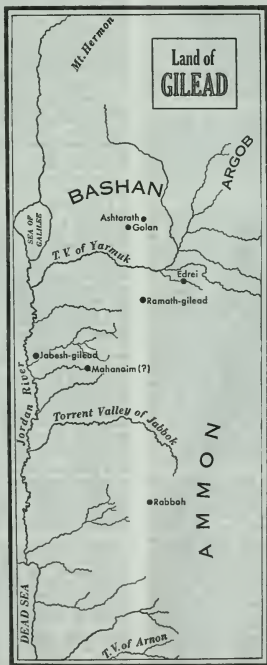 Land of
GILEAD
Mt. Hermon
ARGOB
BASHAN
SEA OF
GALILEE
Ashtarath
Golan
T. V. of Yarmuk
Edrei
Ramath-gilead
Jabesh-gilead
Mahanaim (?)
Jordan River
Torrent Valley of Jabbok
AMMON
Rabbah
DEAD SEA
T. V. of Arnon